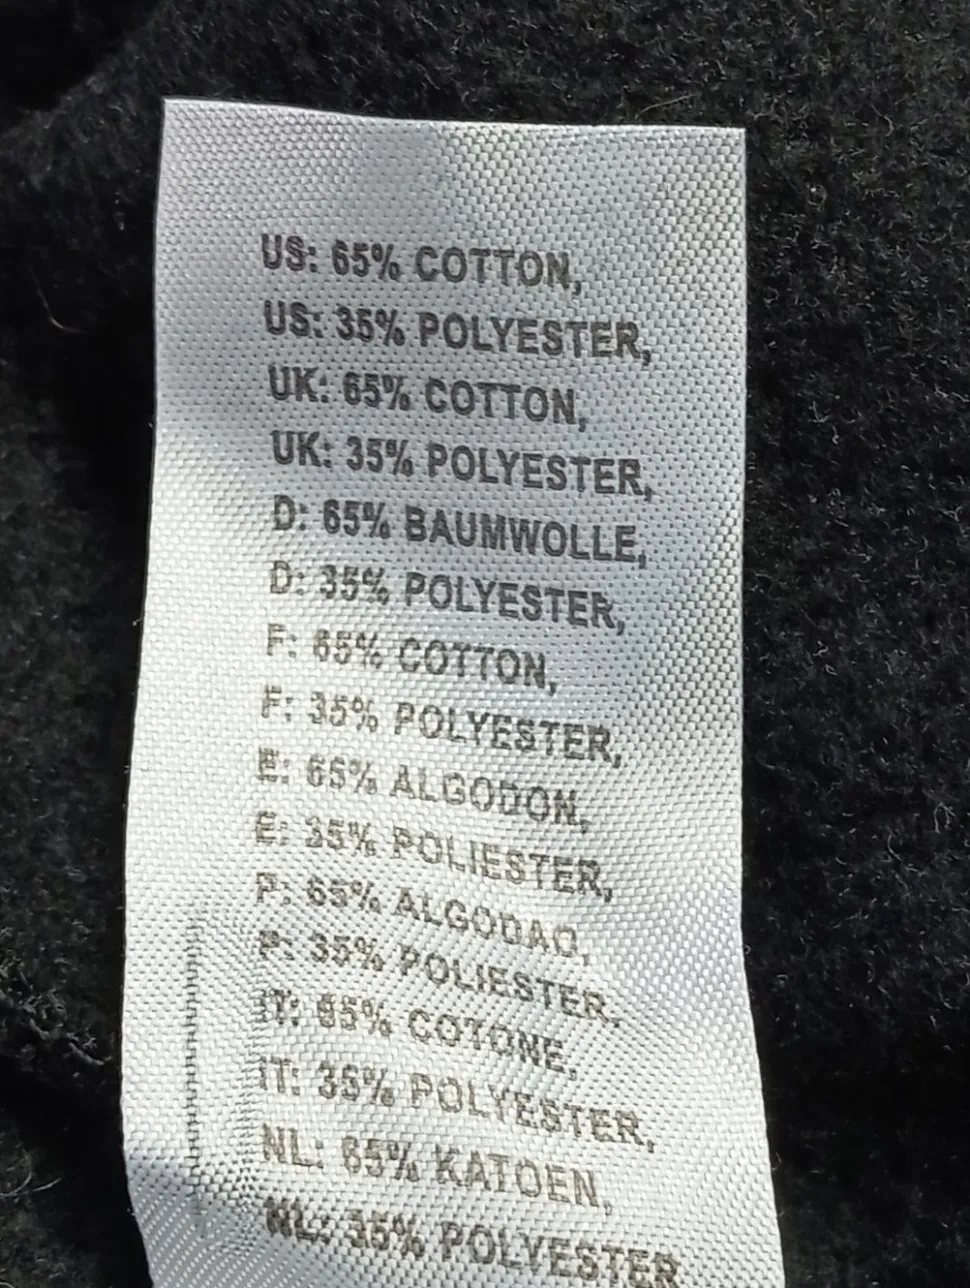 US: 65% COTTON,
US: 35% POLYESTER,
UK: 65% COTTON,
UK: 35% POLYESTER,
D: 65% BAUMWOLLE,
D: 35% POLYESTER,
F: 65% COTTON,
F: 35% POLYESTER,
E: 65% ALGODON,
E: 35% POLIESTER,
P: 65% ALGODAO,
P: 35% POLIESTER,
IT: 65% COTONE,
IT: 35% POLYESTER,
NL: 65% KATOEN,
NL: 35% POLYESTER